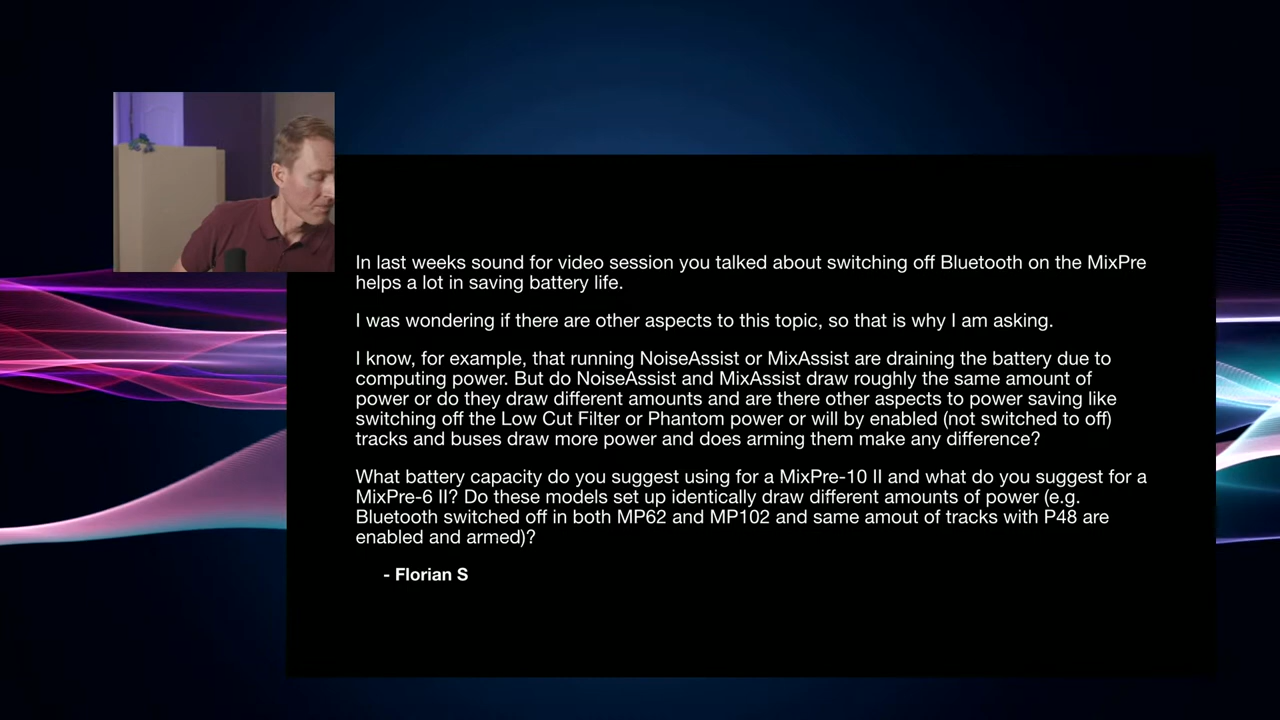 In last weeks sound for video session you talked about switching off Bluetooth on the MixPre
helps a lot in saving battery life.
I was wondering if there are other aspects to this topic, so that is why I am asking.
I know, for example, that running NoiseAssist or MixAssist are draining the battery due to
computing power. But do NoiseAssist and MixAssist draw roughly the same amount of
power or do they draw different amounts and are there other aspects to power saving like
switching off the Low Cut Filter or Phantom power or will by enabled (not switched to off)
tracks and buses draw more power and does arming them make any difference?
What battery capacity do you suggest using for a MixPre-10 II and what do you suggest for a
MixPre-6 II? Do these models set up identically draw different amounts of power (e.g.
Bluetooth switched off in both MP62 and MP102 and same amout of tracks with P48 are
enabled and armed)?
- Florian S